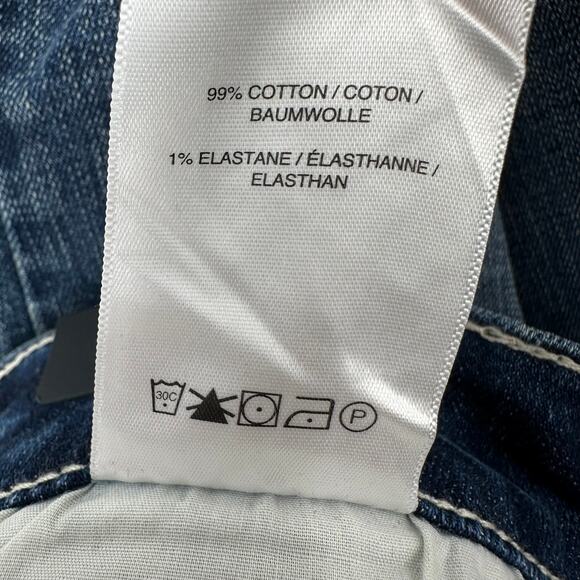 99% COTTON / COTON /
BAUMWOLLE
1% ELASTANE / ÉLASTHANNE /
ELASTHAN
30C P